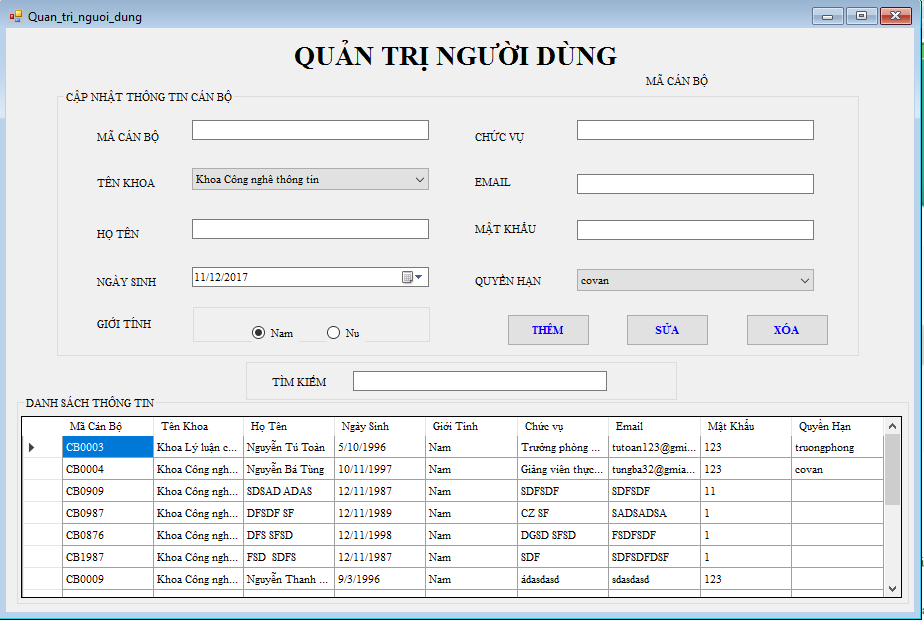 Quan_tri_nguoi_dung
QUẢN TRỊ NGƯỜI DÙNG
MÃ CÁN BỘ
CẬP NHẬT THÔNG TIN CÁN BỘ
MÃ CÁN BỘ
CHỨC VỤ
TÊN KHOA Khoa Công nghê thông tin
EMAIL
HỌ TÊN
MẬT KHẨU
NGÀY SINH 11/12/2017
QUYỀN HẠN covan
GIỚI TÍNH Nam Nu
THÊM SỬA XÓA
TÌM KIẾM
DANH SÁCH THÔNG TIN
Mã Cán Bộ Tên Khoa Họ Tên Ngày Sinh Giới Tính Chức vụ Email Mật Khẩu Quyền Hạn
CB0003 Khoa Lý luận c... Nguyễn Tú Toàn 5/10/1996 Nam Trưởng phòng ... tutoan123@gmi... 123 truongphong
CB0004 Khoa Công ngh... Nguyễn Bá Tùng 10/11/1997 Nam Giảng viên thực... tungba32@gmia... 123 covan
CB0909 Khoa Công ngh... SDSAD ADAS 12/11/1987 Nam SDFSDF SDFSDF 11
CB0987 Khoa Công ngh... DFSDF SF 12/11/1989 Nam CZ SF SADSADSA 1
CB0876 Khoa Công ngh... DFS SFSD 12/11/1998 Nam DGSD SFSD FSDFSDF 1
CB1987 Khoa Công ngh... FSD SDFS 12/11/1987 Nam SDF SDFSDFDSF 1
CB0009 Khoa Công ngh... Nguyễn Thanh ... 9/3/1996 Nam ádasdasd sdasdasd 123